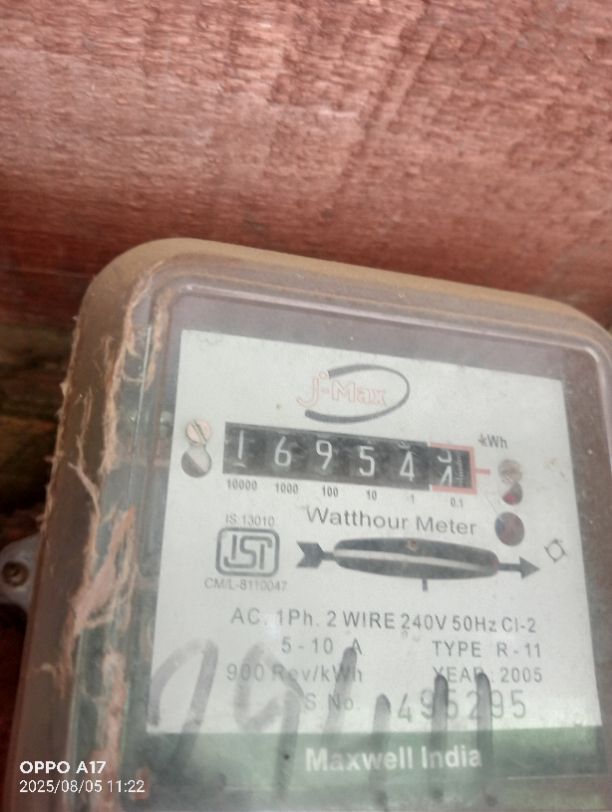 J-Max
kWh
1 6 9 5 4
10000 1000 100 10 1 0.1
IS 13010
Watthour Meter
ISI
CM/L-8110047
AC. 1Ph. 2 WIRE 240V 50Hz Cl-2
5 - 10 A TYPE R - 11
900 Rev/kWh YEAR 2005
S No. 495295
Maxwell India
OPPO A17
2025/08/05 11:22